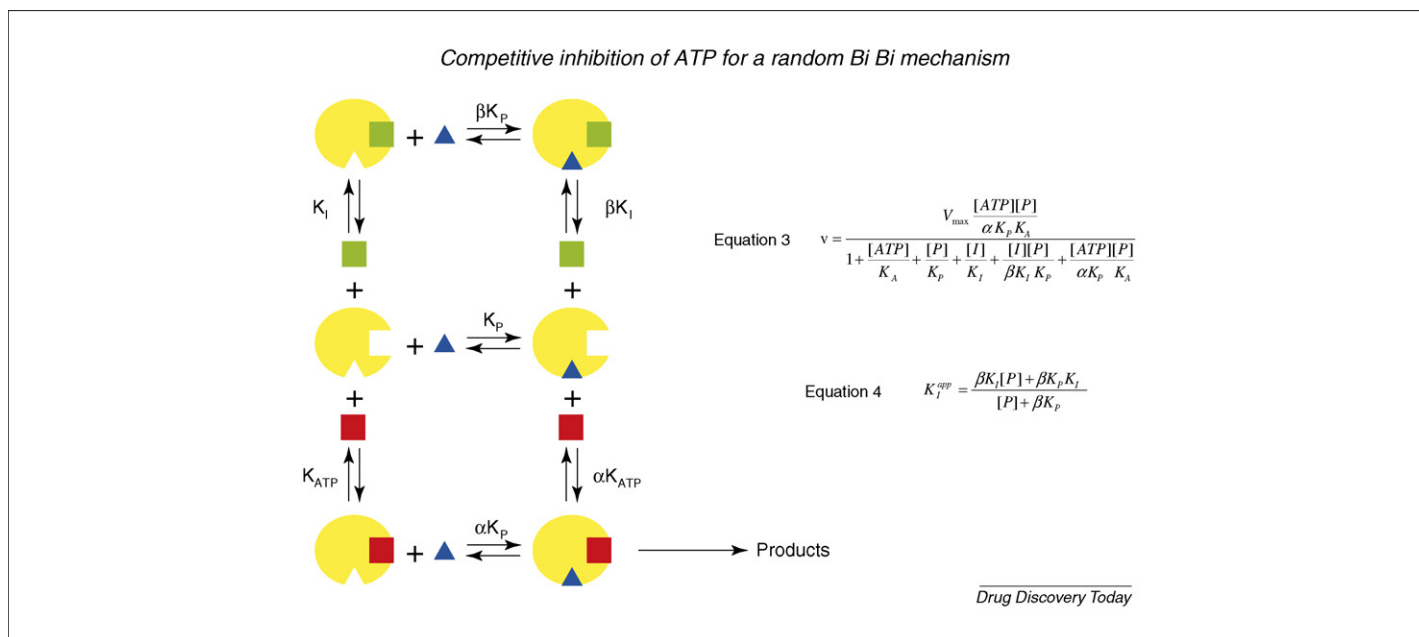 Competitive inhibition of ATP for a random Bi Bi mechanism
βK_P
K_I
βK_I
+
+
+
K_P
+
+
+
K_ATP
αK_ATP
αK_P
+
Products
Equation 3 v = V_max [ATP][P] / αK_P K_A / 1 + [ATP] / K_A + [P] / K_P + [I] / K_I + [I][P] / βK_I K_P + [ATP][P] / αK_P K_A
Equation 4 K_I^app = βK_I[P] + βK_P K_I / [P] + βK_P
Drug Discovery Today